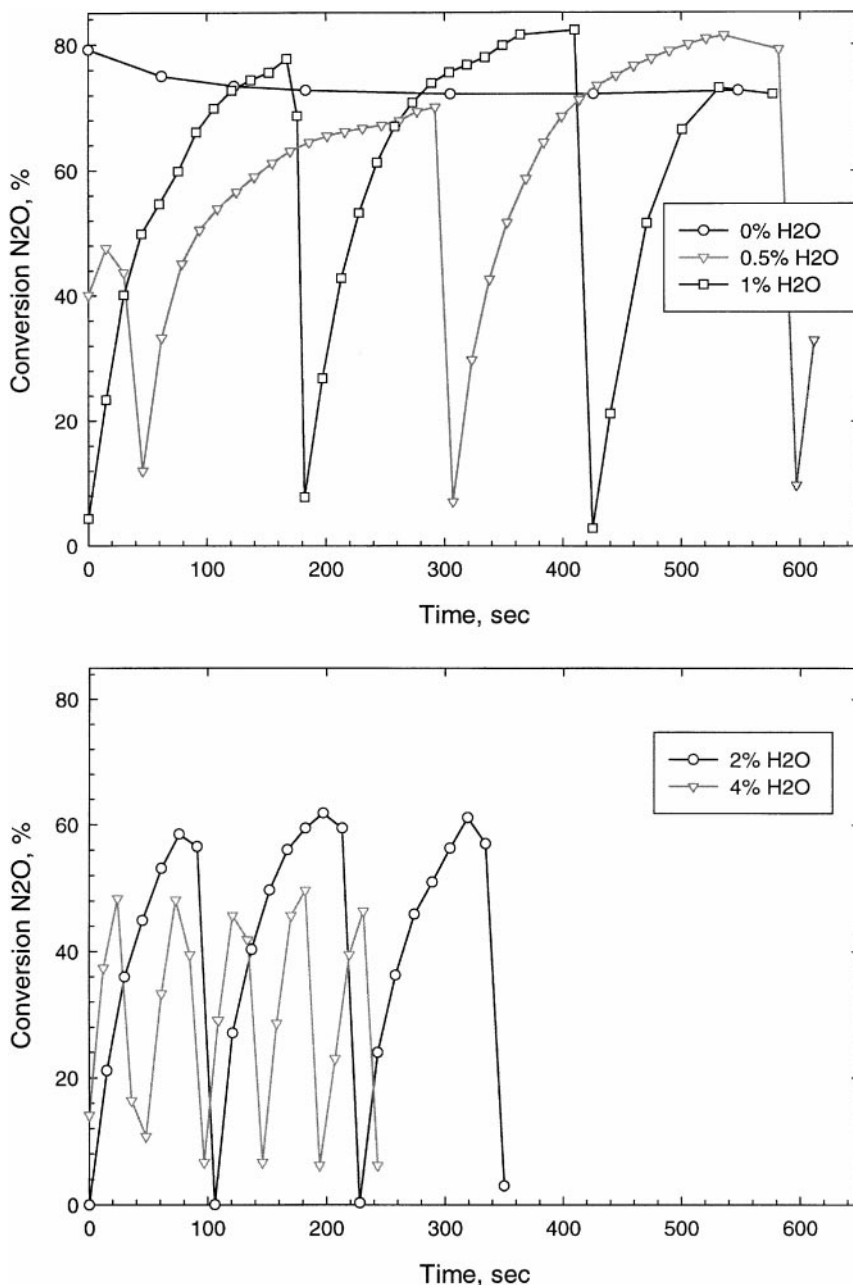 80
60
40
20
0
Conversion N2O, %
0% H2O
0.5% H2O
1% H2O
0 100 200 300 400 500 600
Time, sec
80
60
40
20
0
Conversion N2O, %
2% H2O
4% H2O
0 100 200 300 400 500 600
Time, sec